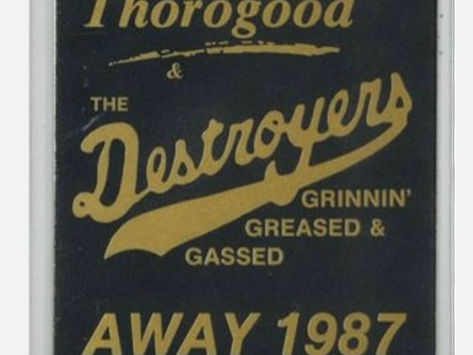 Thorogood
&
THE
Destroyers
GRINNIN'
GREASED &
GASSED
AWAY 1987